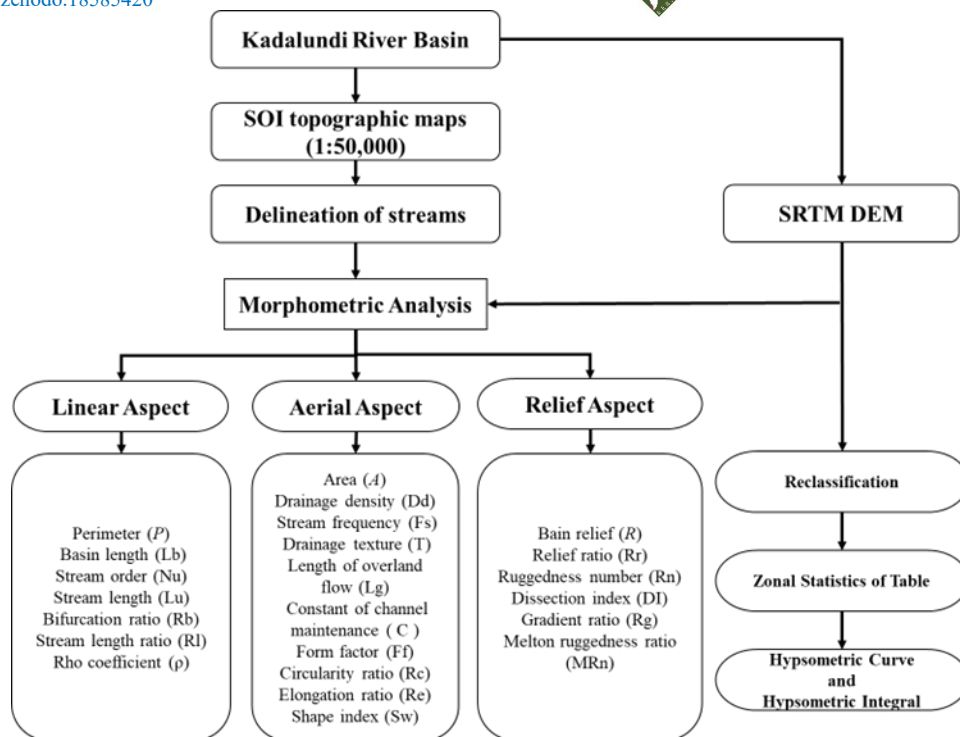 zenodo.18585420
Kadalundi River Basin
SOI topographic maps
(1:50,000)
Delineation of streams
SRTM DEM
Morphometric Analysis
Linear Aspect
Aerial Aspect
Relief Aspect
Perimeter (P)
Basin length (Lb)
Stream order (Nu)
Stream length (Lu)
Bifurcation ratio (Rb)
Stream length ratio (Rl)
Rho coefficient (ρ)
Area (A)
Drainage density (Dd)
Stream frequency (Fs)
Drainage texture (T)
Length of overland
flow (Lg)
Constant of channel
maintenance ( C )
Form factor (Ff)
Circularity ratio (Rc)
Elongation ratio (Re)
Shape index (Sw)
Bain relief (R)
Relief ratio (Rr)
Ruggedness number (Rn)
Dissection index (DI)
Gradient ratio (Rg)
Melton ruggedness ratio
(MRn)
Reclassification
Zonal Statistics of Table
Hypsometric Curve
and
Hypsometric Integral